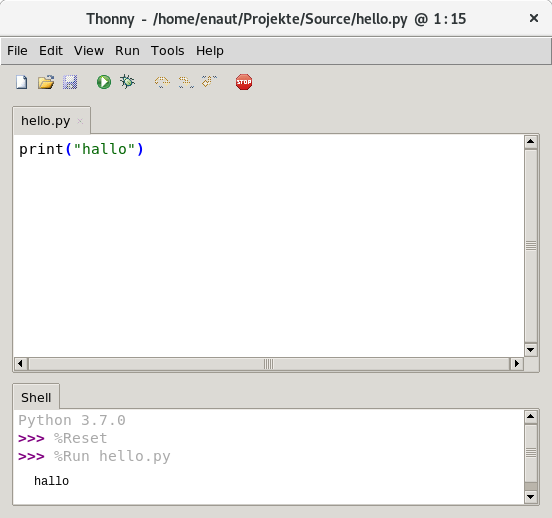 Thonny - /home/enaut/Projekte/Source/hello.py @ 1:15
File Edit View Run Tools Help
STOP
hello.py
print("hallo")
Shell
Python 3.7.0
>>> %Reset
>>> %Run hello.py
hallo